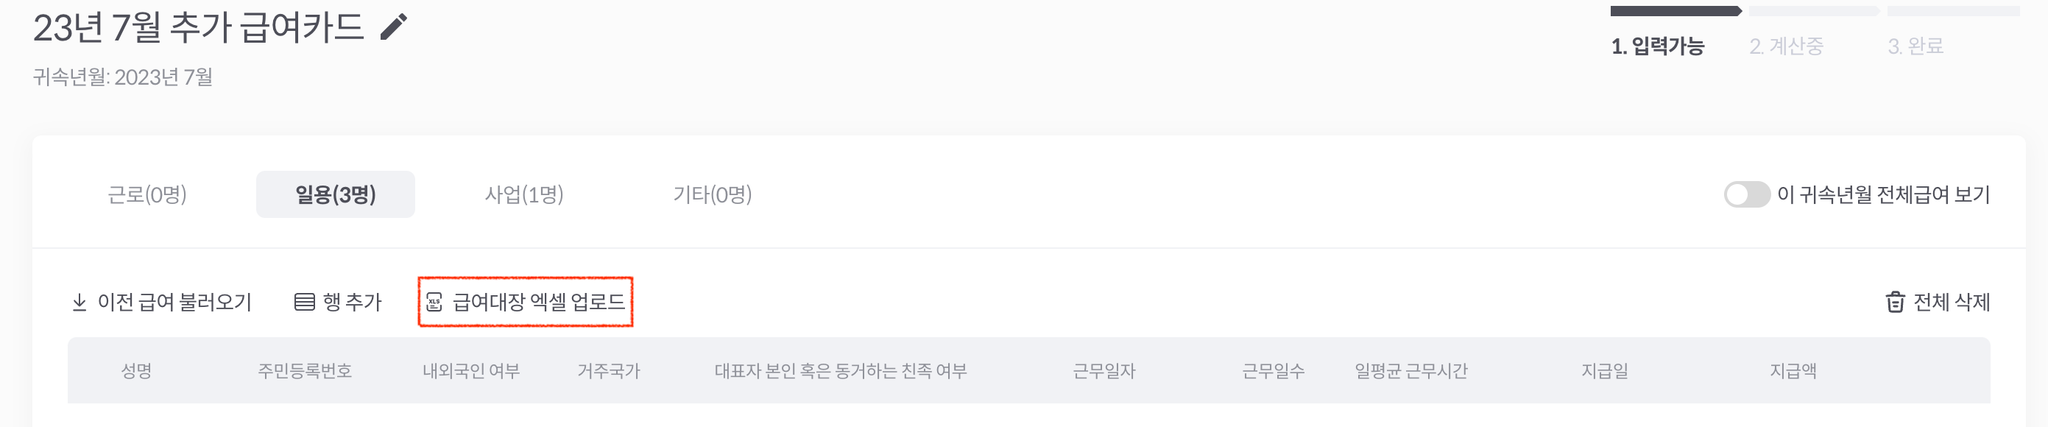 23년 7월 추가 급여카드
귀속년월: 2023년 7월
1. 입력가능 2. 계산중 3. 완료
근로(0명) 일용(3명) 사업(1명) 기타(0명) 이 귀속년월 전체급여 보기
이전 급여 불러오기 행 추가 XLS 급여대장 엑셀 업로드 전체 삭제
성명 주민등록번호 내외국인 여부 거주국가 대표자 본인 혹은 동거하는 친족 여부 근무일자 근무일수 일평균 근무시간 지급일 지급액